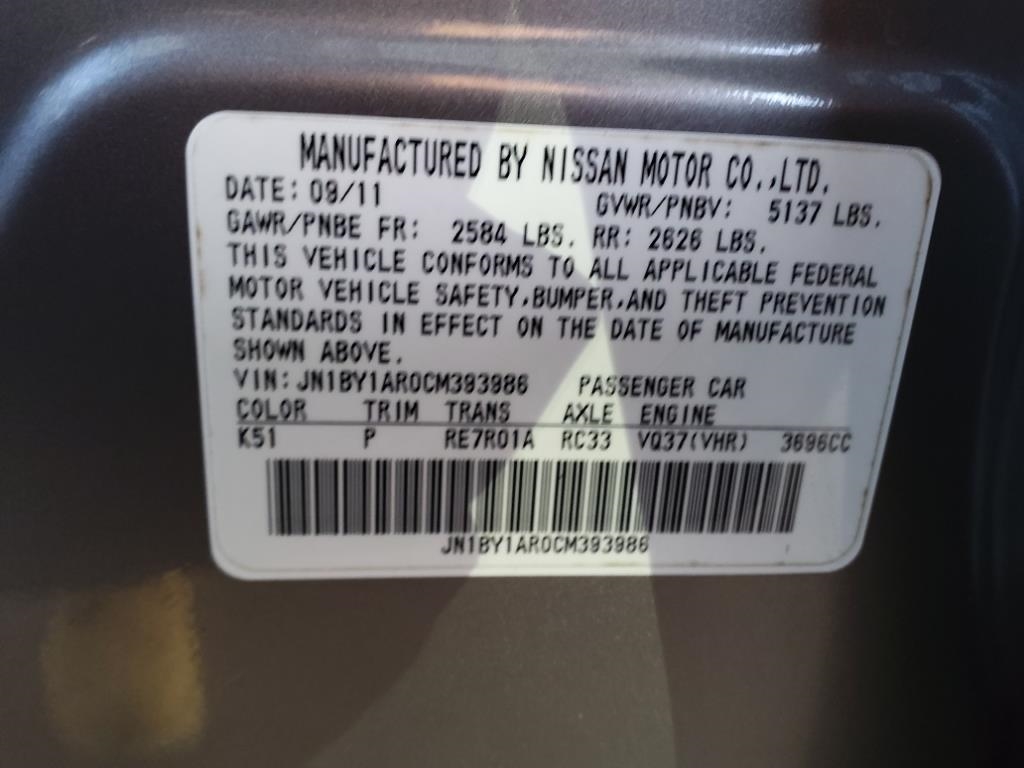 MANUFACTURED BY NISSAN MOTOR CO.,LTD.
DATE: 09/11 GVWR/PNBV: 5137 LBS.
GAWR/PNBE FR: 2584 LBS. RR: 2626 LBS.
THIS VEHICLE CONFORMS TO ALL APPLICABLE FEDERAL
MOTOR VEHICLE SAFETY,BUMPER,AND THEFT PREVENTION
STANDARDS IN EFFECT ON THE DATE OF MANUFACTURE
SHOWN ABOVE.
VIN: JN1BY1AR0CM393986 PASSENGER CAR
COLOR TRIM TRANS AXLE ENGINE
K51 P RE7R01A RC33 VQ37(VHR) 3696CC
JN1BY1AR0CM393986